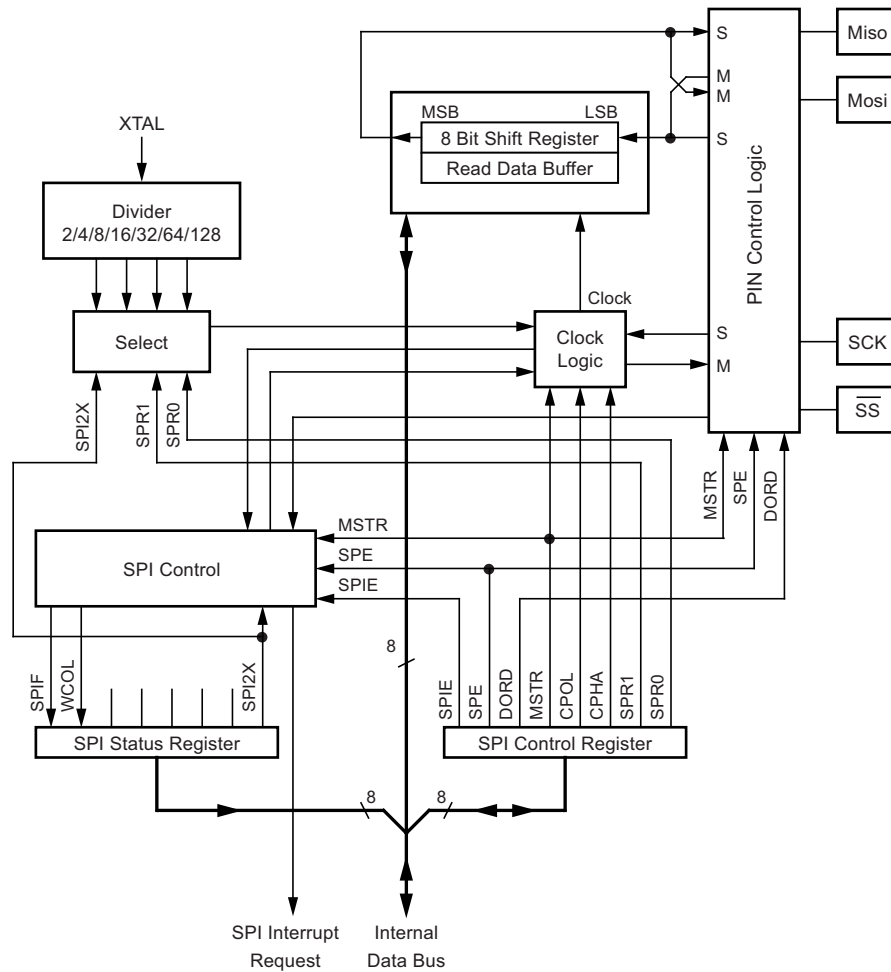 Miso
S
M
M
Mosi
MSB
LSB
XTAL
8 Bit Shift Register
S
Read Data Buffer
Divider
2/4/8/16/32/64/128
PIN Control Logic
Clock
Select
Clock
Logic
S
M
SCK
SS
SPI2X
SPR1
SPR0
MSTR
SPE
DORD
MSTR
SPE
SPIE
SPI Control
8
SPIF
WCOL
SPI2X
SPIE
SPE
DORD
MSTR
CPOL
CPHA
SPR1
SPR0
SPI Status Register
SPI Control Register
8
8
SPI Interrupt
Request
Internal
Data Bus